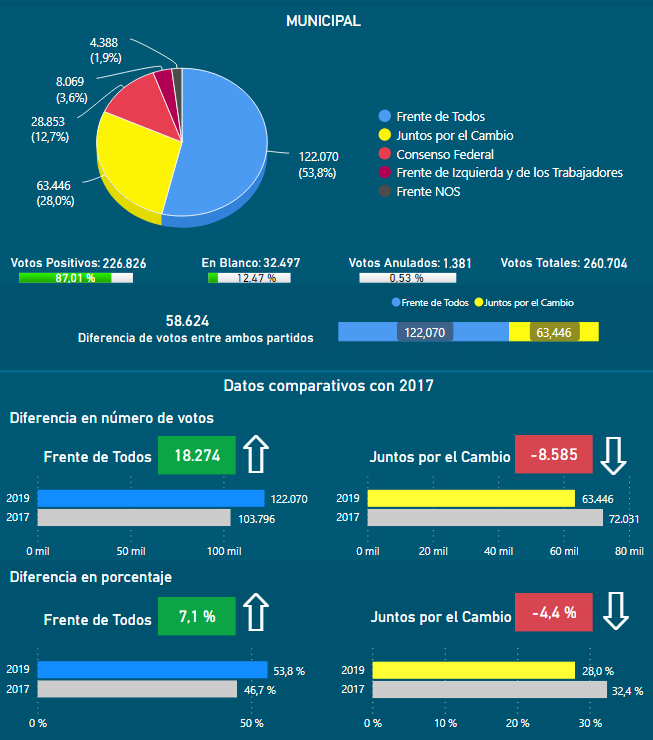 MUNICIPAL
4.388
(1,9%)
8.069
(3,6%)
28.853
(12,7%)
63.446
(28,0%)
122.070
(53,8%)
Frente de Todos
Juntos por el Cambio
Consenso Federal
Frente de Izquierda y de los Trabajadores
Frente NOS
Votos Positivos: 226.826
87,01 %
En Blanco: 32.497
12,47 %
Votos Anulados: 1.381
0,53 %
Votos Totales: 260.704
58.624
Diferencia de votos entre ambos partidos
Frente de Todos Juntos por el Cambio
122,070 63,446
Datos comparativos con 2017
Diferencia en número de votos
Frente de Todos 18.274
2019 122.070
2017 103.796
0 mil 50 mil 100 mil
Juntos por el Cambio -8.585
2019 63.446
2017 72.031
0 mil 20 mil 40 mil 60 mil 80 mil
Diferencia en porcentaje
Frente de Todos 7,1 %
2019 53,8 %
2017 46,7 %
0 % 50 %
Juntos por el Cambio -4,4 %
2019 28,0 %
2017 32,4 %
0 % 10 % 20 % 30 %